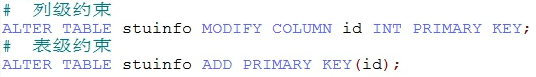 #  列级约束
ALTER TABLE stuinfo MODIFY COLUMN id INT PRIMARY KEY;
#  表级约束
ALTER TABLE stuinfo ADD PRIMARY KEY(id);